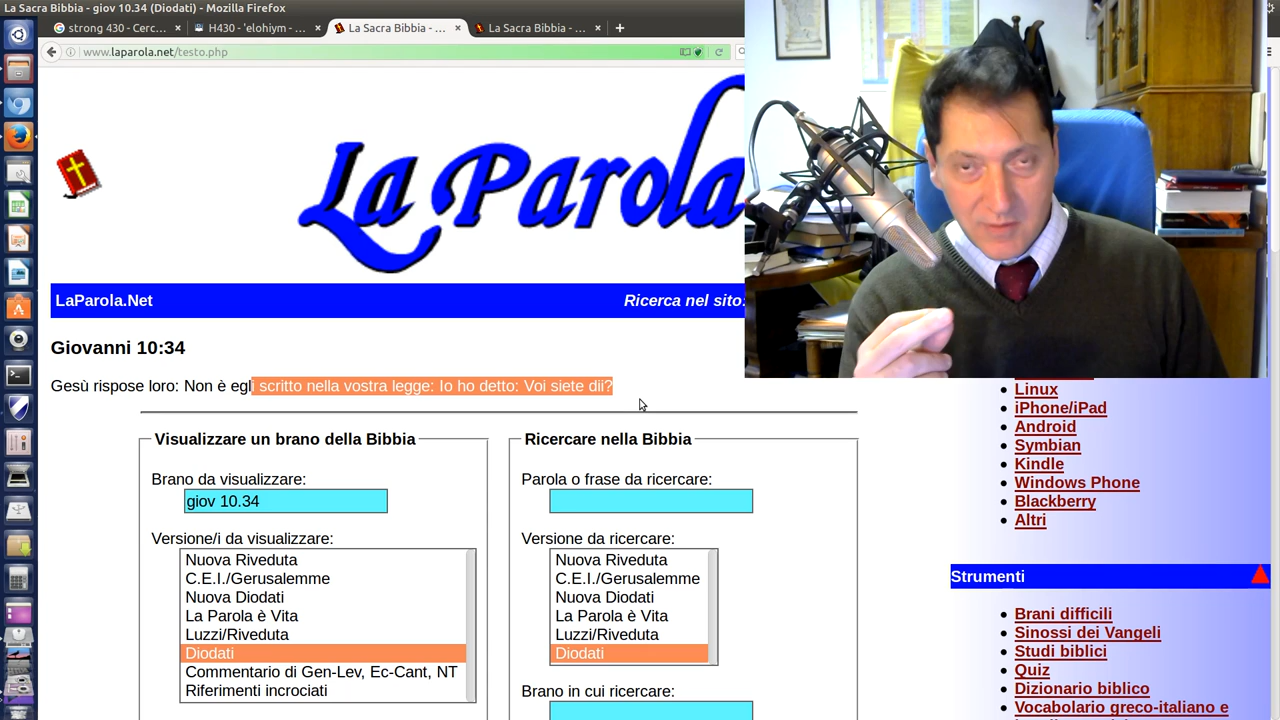 La Sacra Bibbia - giov 10.34 (Diodati) - Mozilla Firefox
strong 430 - Cerc...
H430 - 'elohiym - ...
La Sacra Bibbia - ...
La Sacra Bibbia - ...
www.laparola.net/testo.php
La Parola
LaParola.Net
Ricerca nel sito:
Giovanni 10:34
Gesù rispose loro: Non è egli scritto nella vostra legge: Io ho detto: Voi siete dii?
Visualizzare un brano della Bibbia
Brano da visualizzare:
giov 10.34
Versione/i da visualizzare:
Nuova Riveduta
C.E.I./Gerusalemme
Nuova Diodati
La Parola è Vita
Luzzi/Riveduta
Diodati
Commentario di Gen-Lev, Ec-Cant, NT
Riferimenti incrociati
Ricercare nella Bibbia
Parola o frase da ricercare:
Versione da ricercare:
Nuova Riveduta
C.E.I./Gerusalemme
Nuova Diodati
La Parola è Vita
Luzzi/Riveduta
Diodati
Brano in cui ricercare:
Linux
iPhone/iPad
Android
Symbian
Kindle
Windows Phone
Blackberry
Altri
Strumenti
Brani difficili
Sinossi dei Vangeli
Studi biblici
Quiz
Dizionario biblico
Vocabolario greco-italiano e